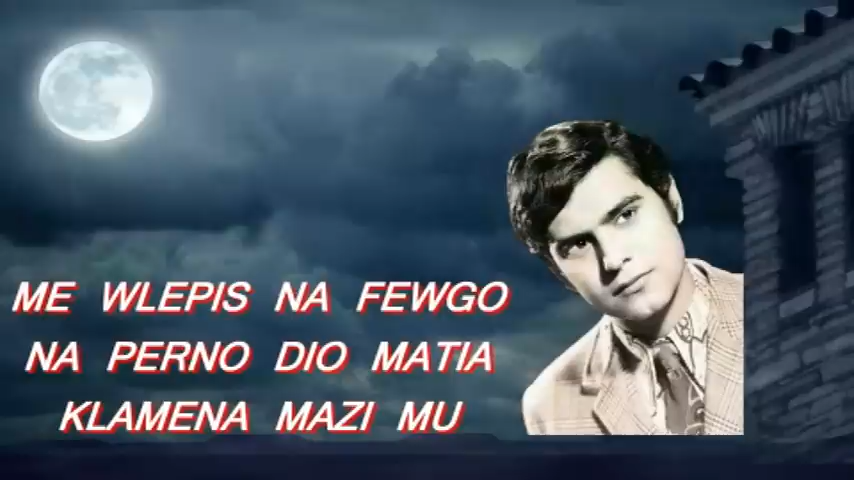 ME WLEPIS NA FEWGO
NA PERNO DIO MATIA
KLAMENA MAZI MU